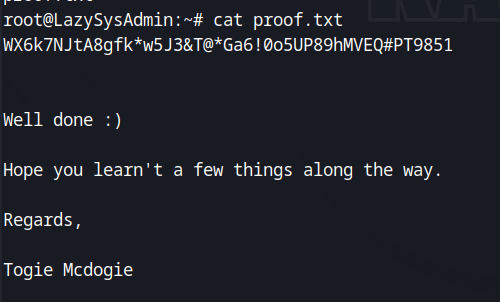 root@LazySysAdmin:~# cat proof.txt
WX6k7NJtA8gfk*w5J3&T@*Ga6!0o5UP89hMVEQ#PT9851
Well done :)
Hope you learn't a few things along the way.
Regards,
Togie Mcdogie